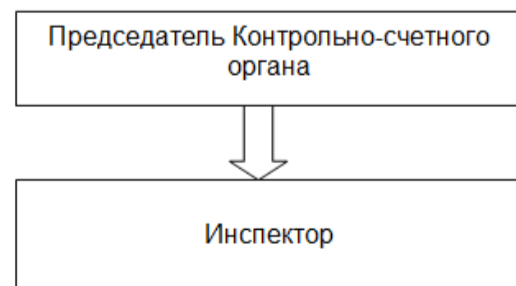 Председатель Контрольно-счетного
органа
Инспектор